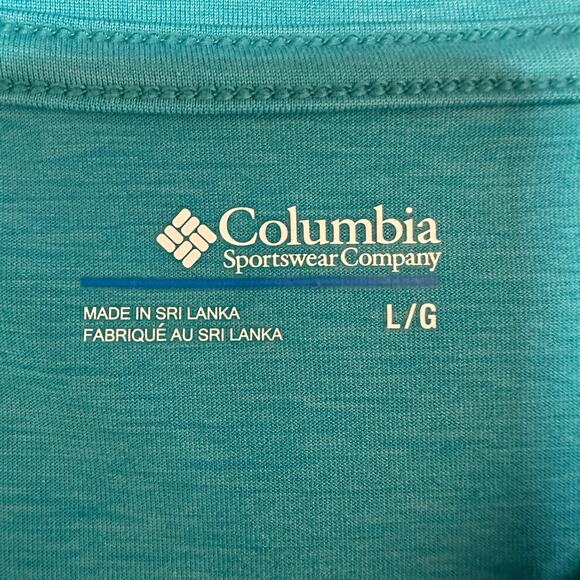 Columbia
Sportswear Company
MADE IN SRI LANKA
FABRIQUÉ AU SRI LANKA
L/G